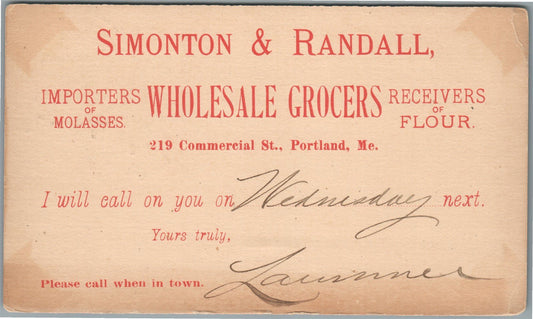 SIMONTON & RANDALL,
IMPORTERS OF MOLASSES.
WHOLESALE GROCERS
RECEIVERS OF FLOUR.
219 Commercial St., Portland, Me.
I will call on you on Wednesday next.
Yours truly,
Please call when in town.